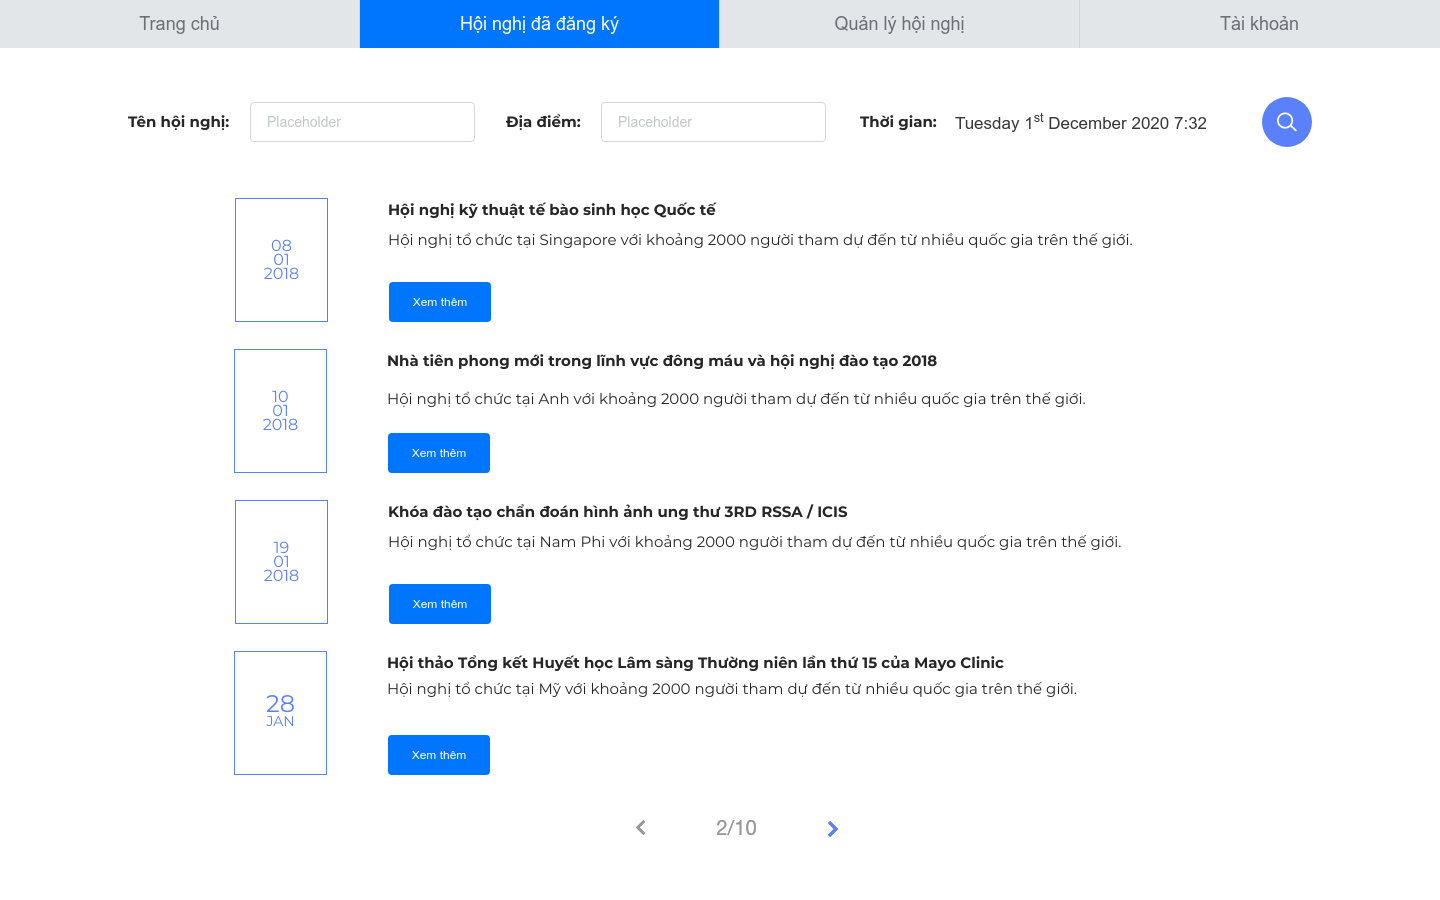 Trang chủ
Hội nghị đã đăng ký
Quản lý hội nghị
Tài khoản
Tên hội nghị:
Placeholder
Địa điểm:
Placeholder
Thời gian:
Tuesday 1st December 2020 7:32
08
01
2018
Hội nghị kỹ thuật tế bào sinh học Quốc tế
Hội nghị tổ chức tại Singapore với khoảng 2000 người tham dự đến từ nhiều quốc gia trên thế giới.
Xem thêm
10
01
2018
Nhà tiên phong mới trong lĩnh vực đông máu và hội nghị đào tạo 2018
Hội nghị tổ chức tại Anh với khoảng 2000 người tham dự đến từ nhiều quốc gia trên thế giới.
Xem thêm
19
01
2018
Khóa đào tạo chẩn đoán hình ảnh ung thư 3RD RSSA / ICIS
Hội nghị tổ chức tại Nam Phi với khoảng 2000 người tham dự đến từ nhiều quốc gia trên thế giới.
Xem thêm
28
JAN
Hội thảo Tổng kết Huyết học Lâm sàng Thường niên lần thứ 15 của Mayo Clinic
Hội nghị tổ chức tại Mỹ với khoảng 2000 người tham dự đến từ nhiều quốc gia trên thế giới.
Xem thêm
2/10